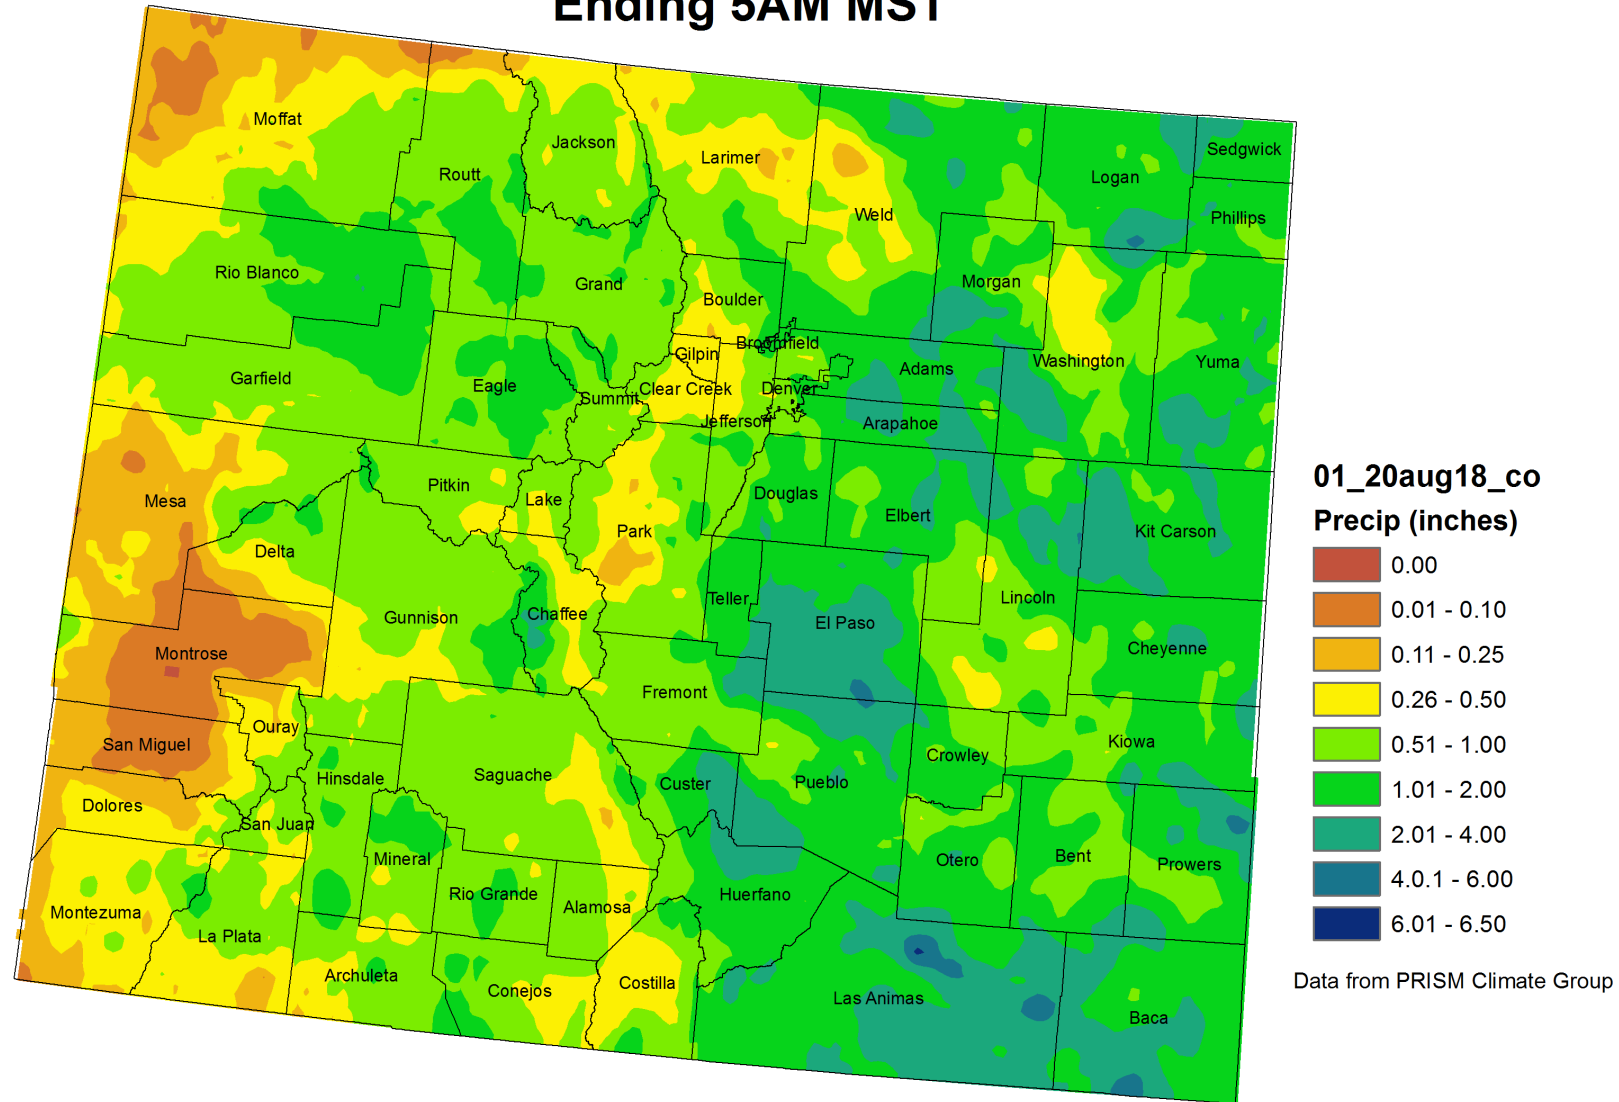 Ending 5AM MST
Moffat
Routt
Jackson
Larimer
Weld
Logan
Sedgwick
Phillips
Rio Blanco
Grand
Boulder
Morgan
Broomfield
Gilpin
Clear Creek
Denver
Adams
Washington
Yuma
Garfield
Eagle
Summit
Jefferson
Arapahoe
Mesa
Pitkin
Lake
Park
Douglas
Elbert
Kit Carson
Delta
Gunnison
Chaffee
Teller
El Paso
Lincoln
Cheyenne
Montrose
Ouray
Fremont
San Miguel
Hinsdale
Saguache
Custer
Pueblo
Crowley
Kiowa
Dolores
San Juan
Mineral
Rio Grande
Alamosa
Huerfano
Otero
Bent
Prowers
Montezuma
La Plata
Archuleta
Conejos
Costilla
Las Animas
Baca
01_20aug18_co
Precip (inches)
0.00
0.01 - 0.10
0.11 - 0.25
0.26 - 0.50
0.51 - 1.00
1.01 - 2.00
2.01 - 4.00
4.0.1 - 6.00
6.01 - 6.50
Data from PRISM Climate Group